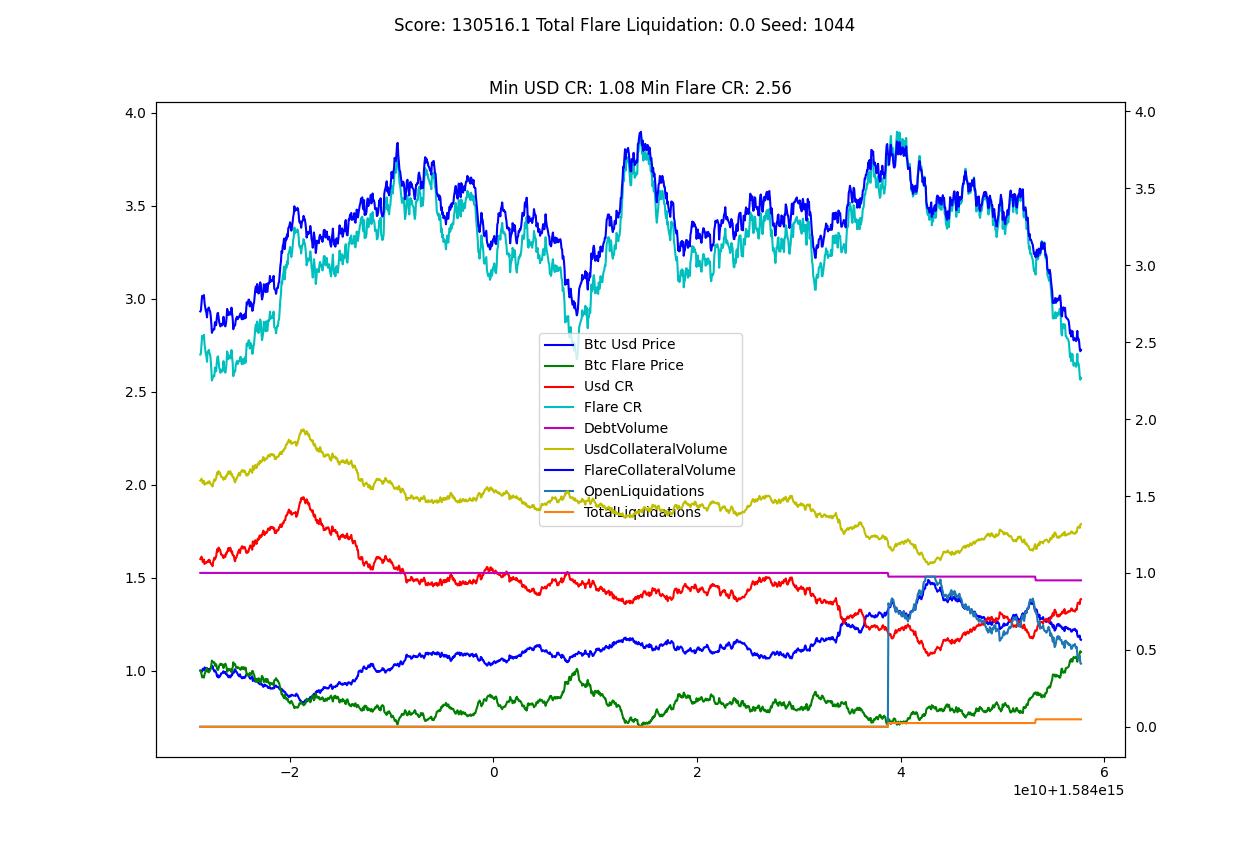 Score: 130516.1 Total Flare Liquidation: 0.0 Seed: 1044
Min USD CR: 1.08 Min Flare CR: 2.56
4.0
3.5
3.0
2.5
2.0
1.5
1.0
4.0
3.5
3.0
2.5
2.0
1.5
1.0
0.5
0.0
Btc Usd Price
Btc Flare Price
Usd CR
Flare CR
DebtVolume
UsdCollateralVolume
FlareCollateralVolume
OpenLiquidations
TotalLiquidations
−2 0 2 4 6
1e10+1.584e15